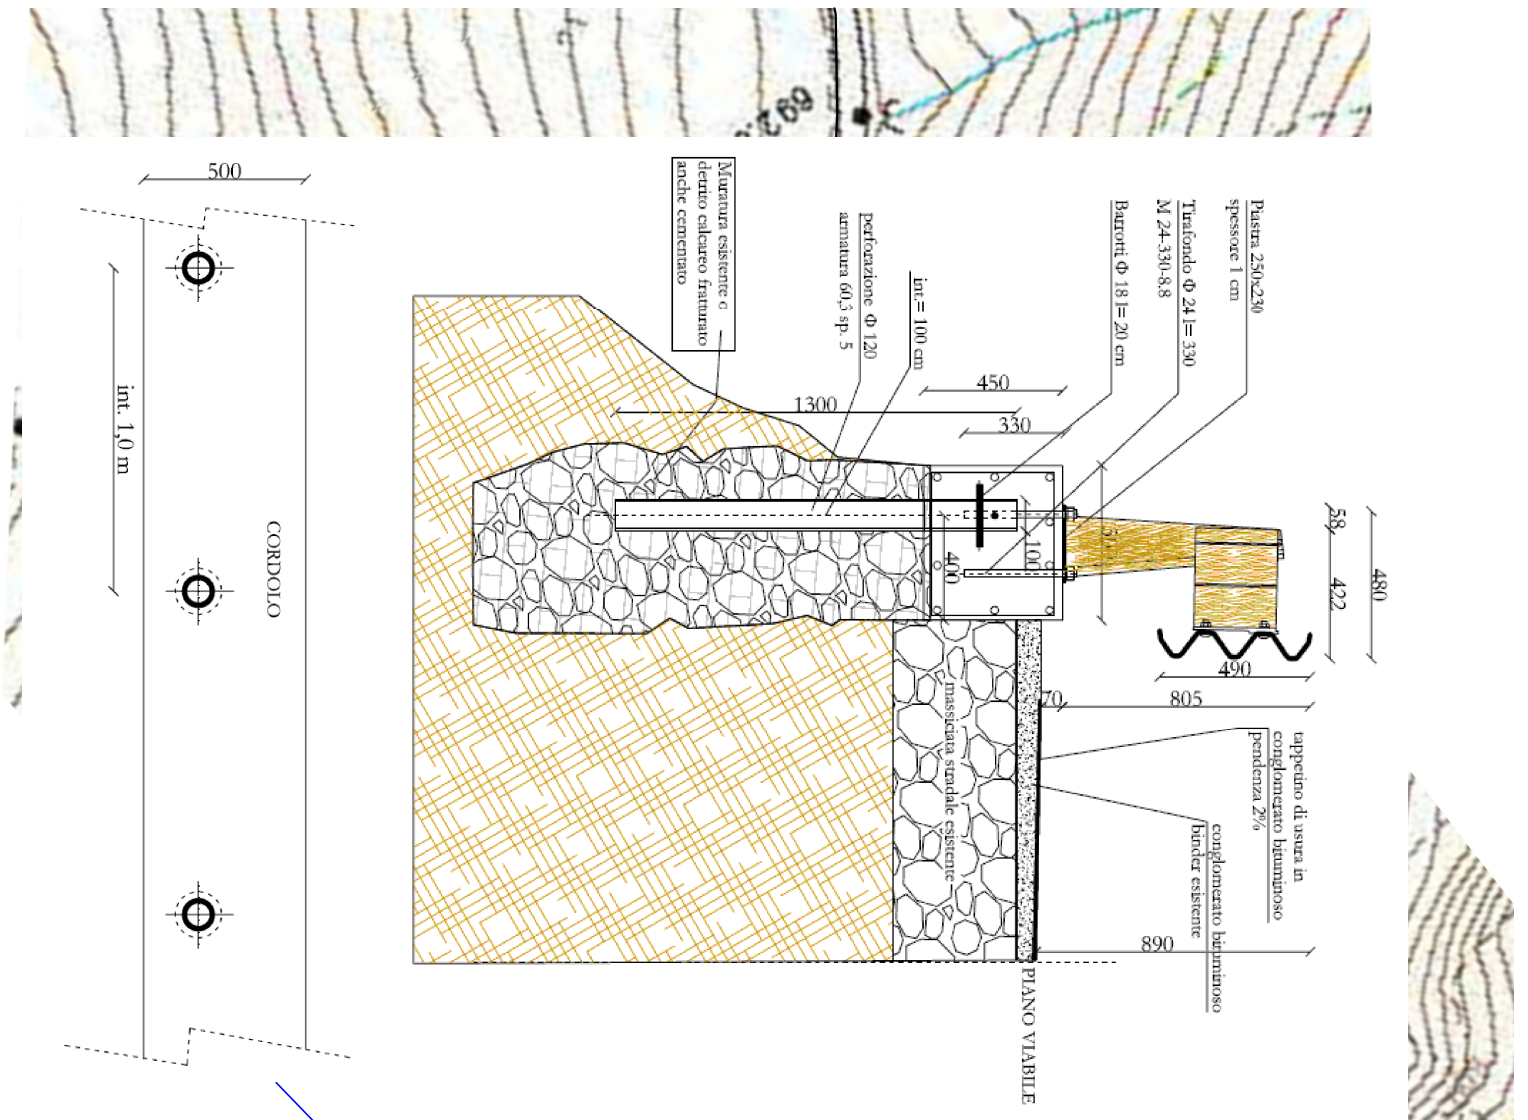 692
500
int. 1,0 m
CORDOLO
Muratura esistente o
detrito calcareo fratturato
anche cementato
perforazione Φ 120
armatura 60,3 sp. 5
int.= 100 cm
Barrotti Φ 18 l= 20 cm
Tirafondo Φ 24 l= 330
M 24-330-8.8
Piastra 250x230
spessore 1 cm
450
1300
330
100
400
58
422
480
490
70
805
890
massicciata stradale esistente
tappetino di usura in
conglomerato bituminoso
pendenza 2%
conglomerato bituminoso
binder esistente
PIANO VIABILE